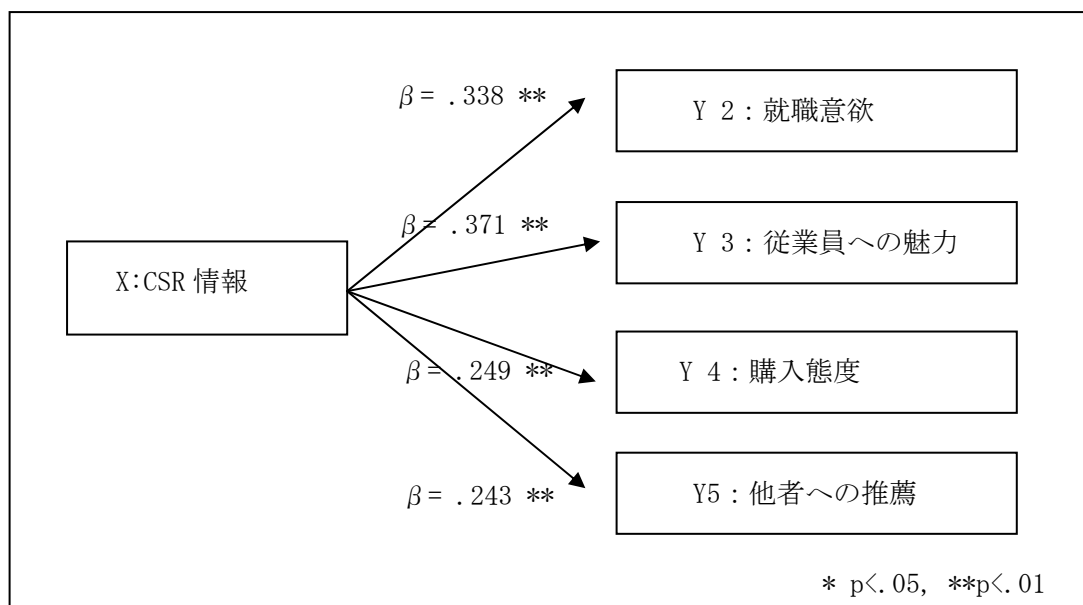 β= .338 **
Y 2：就職意欲
β= .371 **
Y 3：従業員への魅力
X:CSR 情報
β= .249 **
Y 4：購入態度
β= .243 **
Y5：他者への推薦
* p<.05, **p<.01